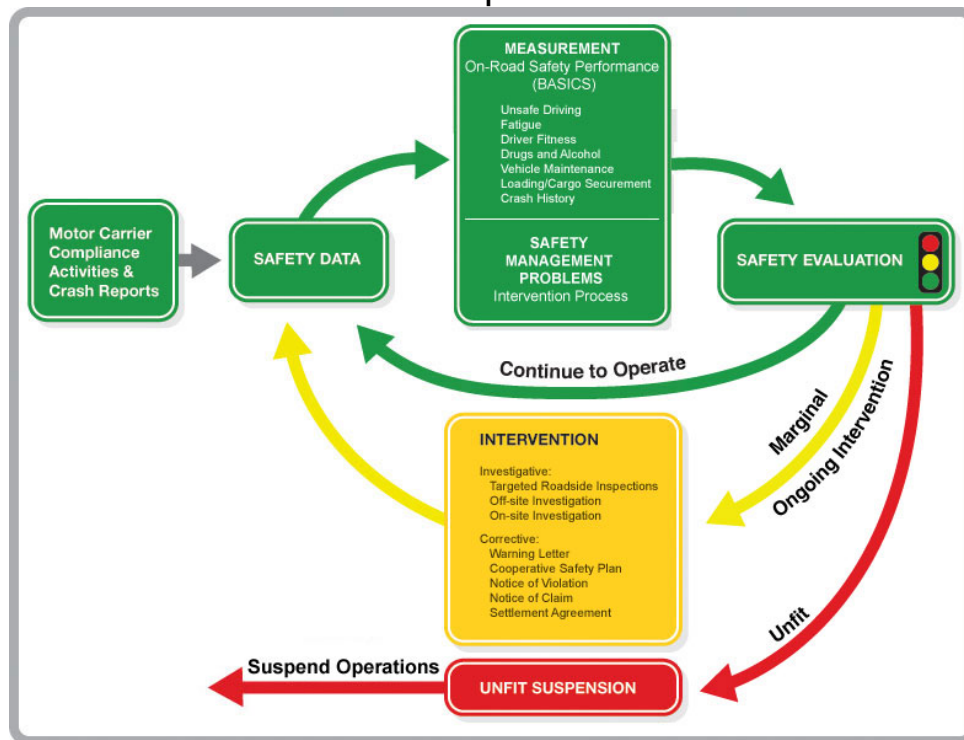 MEASUREMENT
On-Road Safety Performance
(BASICS)
Unsafe Driving
Fatigue
Driver Fitness
Drugs and Alcohol
Vehicle Maintenance
Loading/Cargo Securement
Crash History
SAFETY
MANAGEMENT
PROBLEMS
Intervention Process
Motor Carrier
Compliance
Activities &
Crash Reports
SAFETY DATA
SAFETY EVALUATION
Continue to Operate
Marginal
Ongoing Intervention
Unfit
INTERVENTION
Investigative:
Targeted Roadside Inspections
Off-site Investigation
On-site Investigation
Corrective:
Warning Letter
Cooperative Safety Plan
Notice of Violation
Notice of Claim
Settlement Agreement
Suspend Operations
UNFIT SUSPENSION